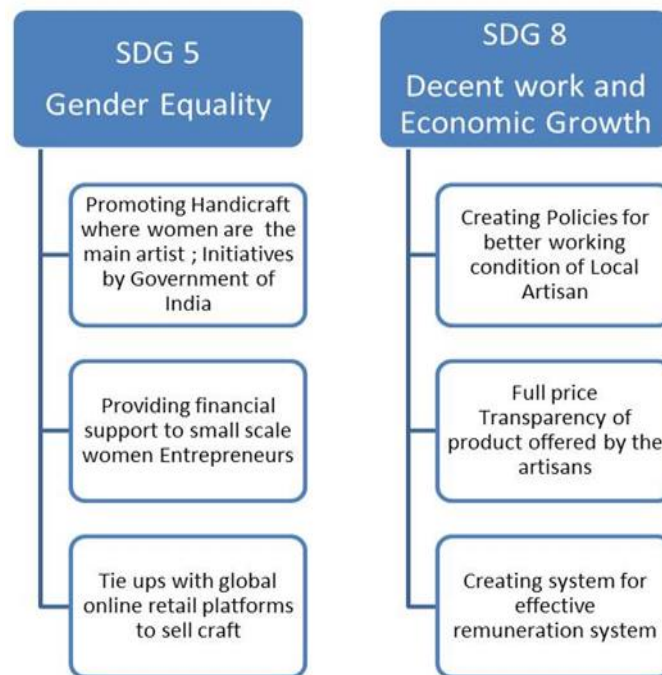 SDG 5
Gender Equality
Promoting Handicraft
where women are the
main artist ; Initiatives
by Government of
India
Providing financial
support to small scale
women Entrepreneurs
Tie ups with global
online retail platforms
to sell craft
SDG 8
Decent work and
Economic Growth
Creating Policies for
better working
condition of Local
Artisan
Full price
Transparency of
product offered by the
artisans
Creating system for
effective
remuneration system